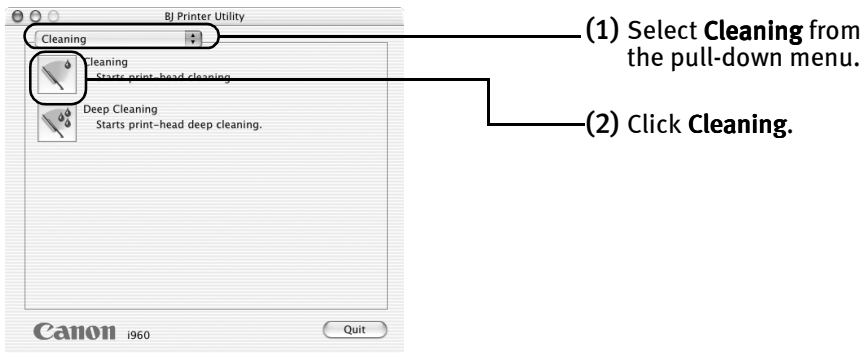 BJ Printer Utility
Cleaning
Cleaning
Starts print-head cleaning.
Deep Cleaning
Starts print-head deep cleaning.
Canon i960
Quit
(1) Select Cleaning from
the pull-down menu.
(2) Click Cleaning.